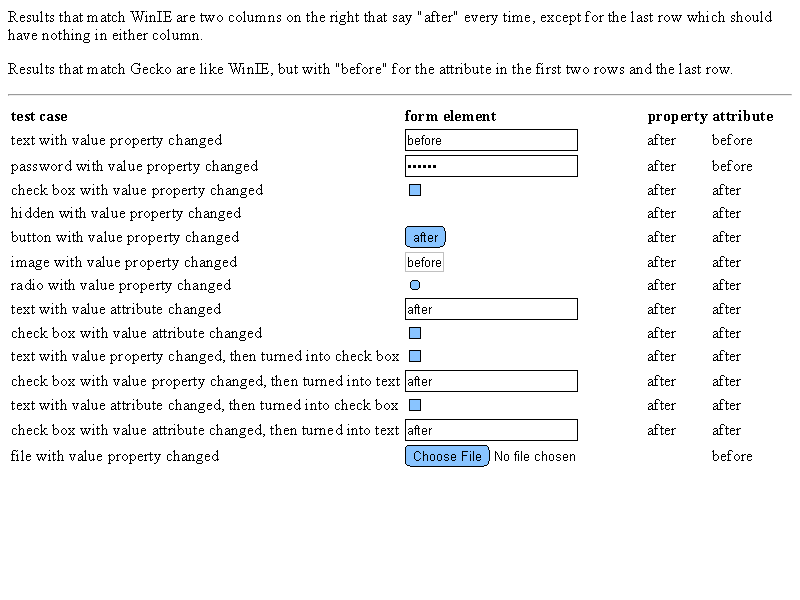 Results that match WinIE are two columns on the right that say "after" every time, except for the last row which should
have nothing in either column.
Results that match Gecko are like WinIE, but with "before" for the attribute in the first two rows and the last row.
test case form element property attribute
text with value property changed before after before
password with value property changed •••••• after before
check box with value property changed after after
hidden with value property changed after after
button with value property changed after after after
image with value property changed before after after
radio with value property changed after after
text with value attribute changed after after after
check box with value attribute changed after after
text with value property changed, then turned into check box after after
check box with value property changed, then turned into text after after after
text with value attribute changed, then turned into check box after after
check box with value attribute changed, then turned into text after after after
file with value property changed Choose File No file chosen before